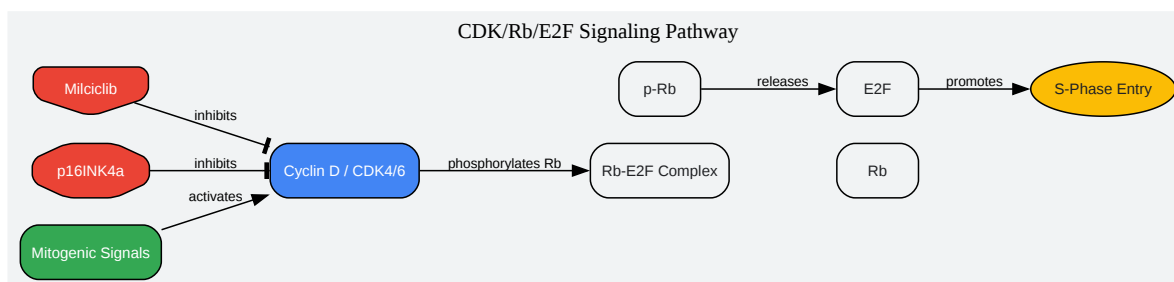 CDK/Rb/E2F Signaling Pathway
Milciclib
inhibits
p16INK4a
inhibits
activates
Mitogenic Signals
Cyclin D / CDK4/6
phosphorylates Rb
Rb-E2F Complex
p-Rb
releases
E2F
promotes
S-Phase Entry
Rb